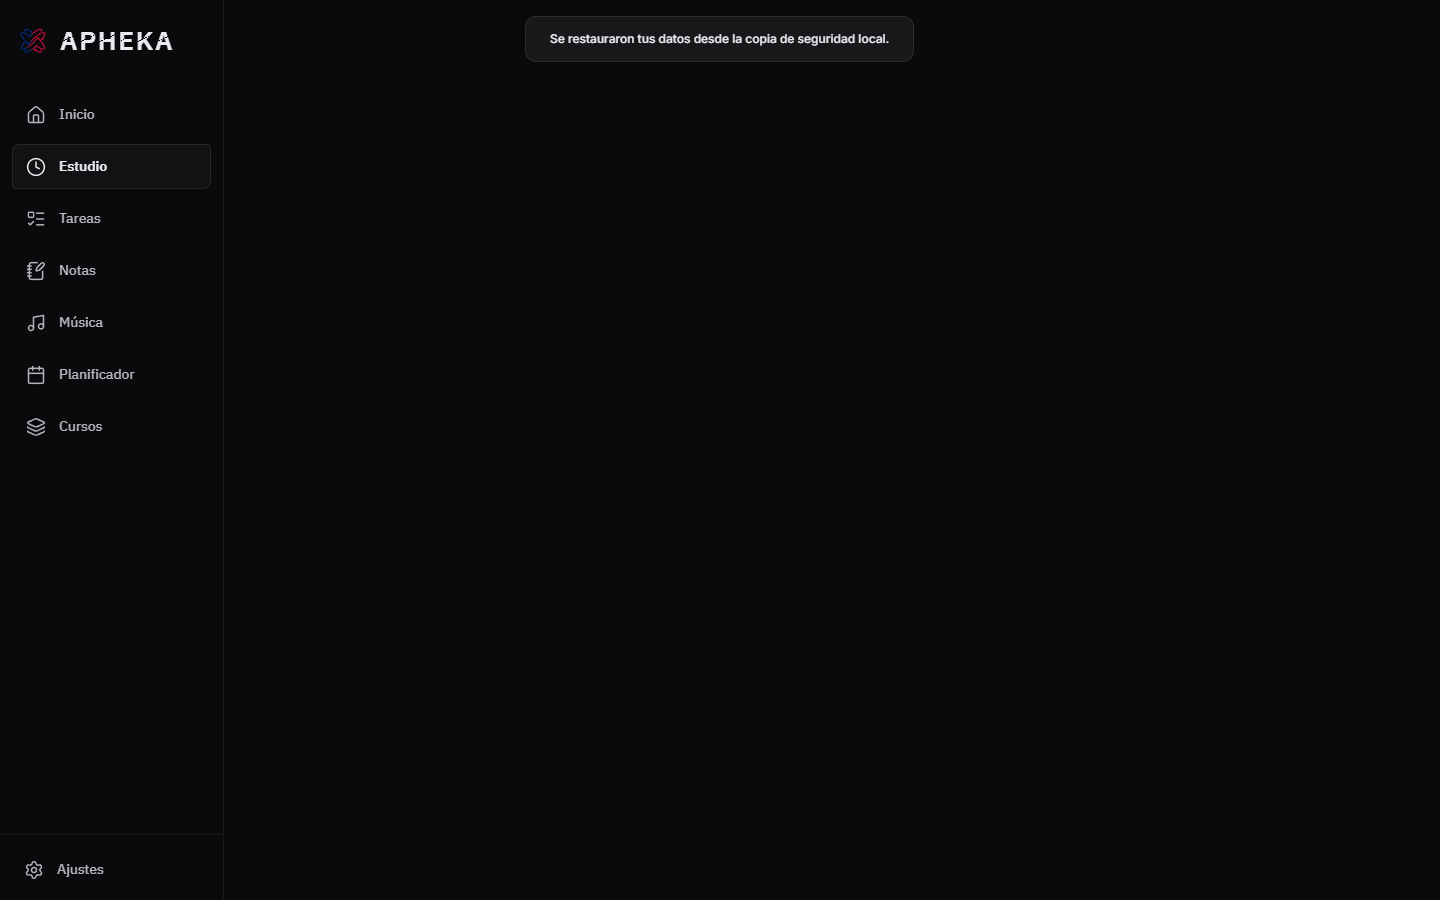 APHEKA
Se restauraron tus datos desde la copia de seguridad local.
Inicio
Estudio
Tareas
Notas
Música
Planificador
Cursos
Ajustes